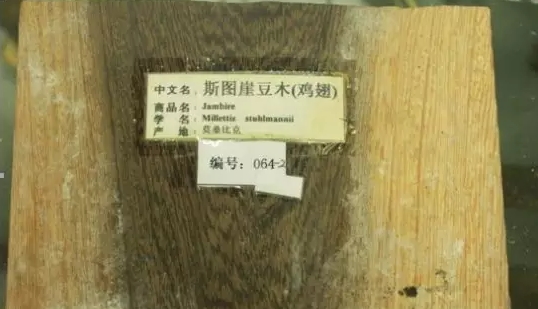 中文名：斯图崖豆木(鸡翅)
商品名：Jambire
学　名：Millettia stuhlmannii
产　地：莫桑比克
编号：064-2